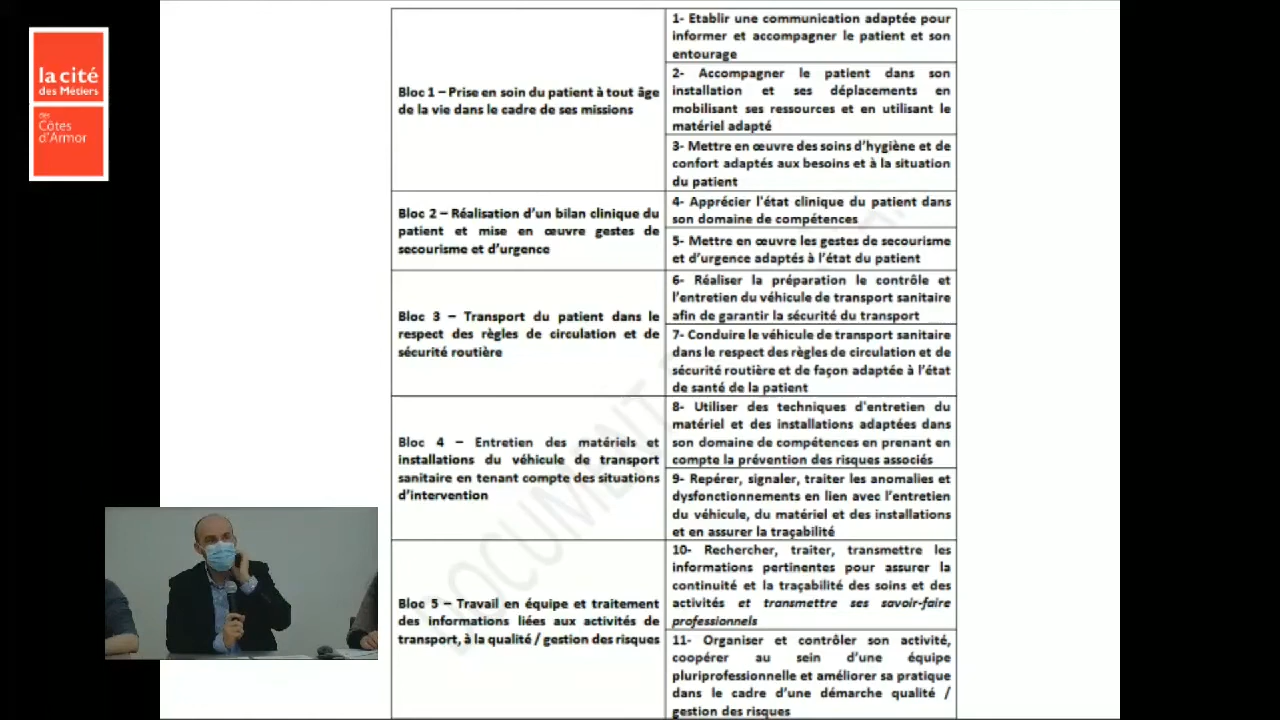 la cité
des Métiers
des
Côtes
d'Armor
Bloc 1 – Prise en soin du patient à tout âge
de la vie dans le cadre de ses missions
1- Etablir une communication adaptée pour
informer et accompagner le patient et son
entourage
2- Accompagner le patient dans son
installation et ses déplacements en
mobilisant ses ressources et en utilisant le
matériel adapté
3- Mettre en œuvre des soins d'hygiène et de
confort adaptés aux besoins et à la situation
du patient
Bloc 2 – Réalisation d'un bilan clinique du
patient et mise en œuvre gestes de
secourisme et d'urgence
4- Apprécier l'état clinique du patient dans
son domaine de compétences
5- Mettre en œuvre les gestes de secourisme
et d'urgence adaptés à l'état du patient
Bloc 3 – Transport du patient dans le
respect des règles de circulation et de
sécurité routière
6- Réaliser la préparation le contrôle et
l'entretien du véhicule de transport sanitaire
afin de garantir la sécurité du transport
7- Conduire le véhicule de transport sanitaire
dans le respect des règles de circulation et de
sécurité routière et de façon adaptée à l'état
de santé de la patient
Bloc 4 – Entretien des matériels et
installations du véhicule de transport
sanitaire en tenant compte des situations
d'intervention
8- Utiliser des techniques d'entretien du
matériel et des installations adaptées dans
son domaine de compétences en prenant en
compte la prévention des risques associés
9- Repérer, signaler, traiter les anomalies et
dysfonctionnements en lien avec l'entretien
du véhicule, du matériel et des installations
et en assurer la traçabilité
Bloc 5 – Travail en équipe et traitement
des informations liées aux activités de
transport, à la qualité / gestion des risques
10- Rechercher, traiter, transmettre les
informations pertinentes pour assurer la
continuité et la traçabilité des soins et des
activités et transmettre ses savoir-faire
professionnels
11- Organiser et contrôler son activité,
coopérer au sein d'une équipe
pluriprofessionnelle et améliorer sa pratique
dans le cadre d'une démarche qualité /
gestion des risques
DOCUMENT